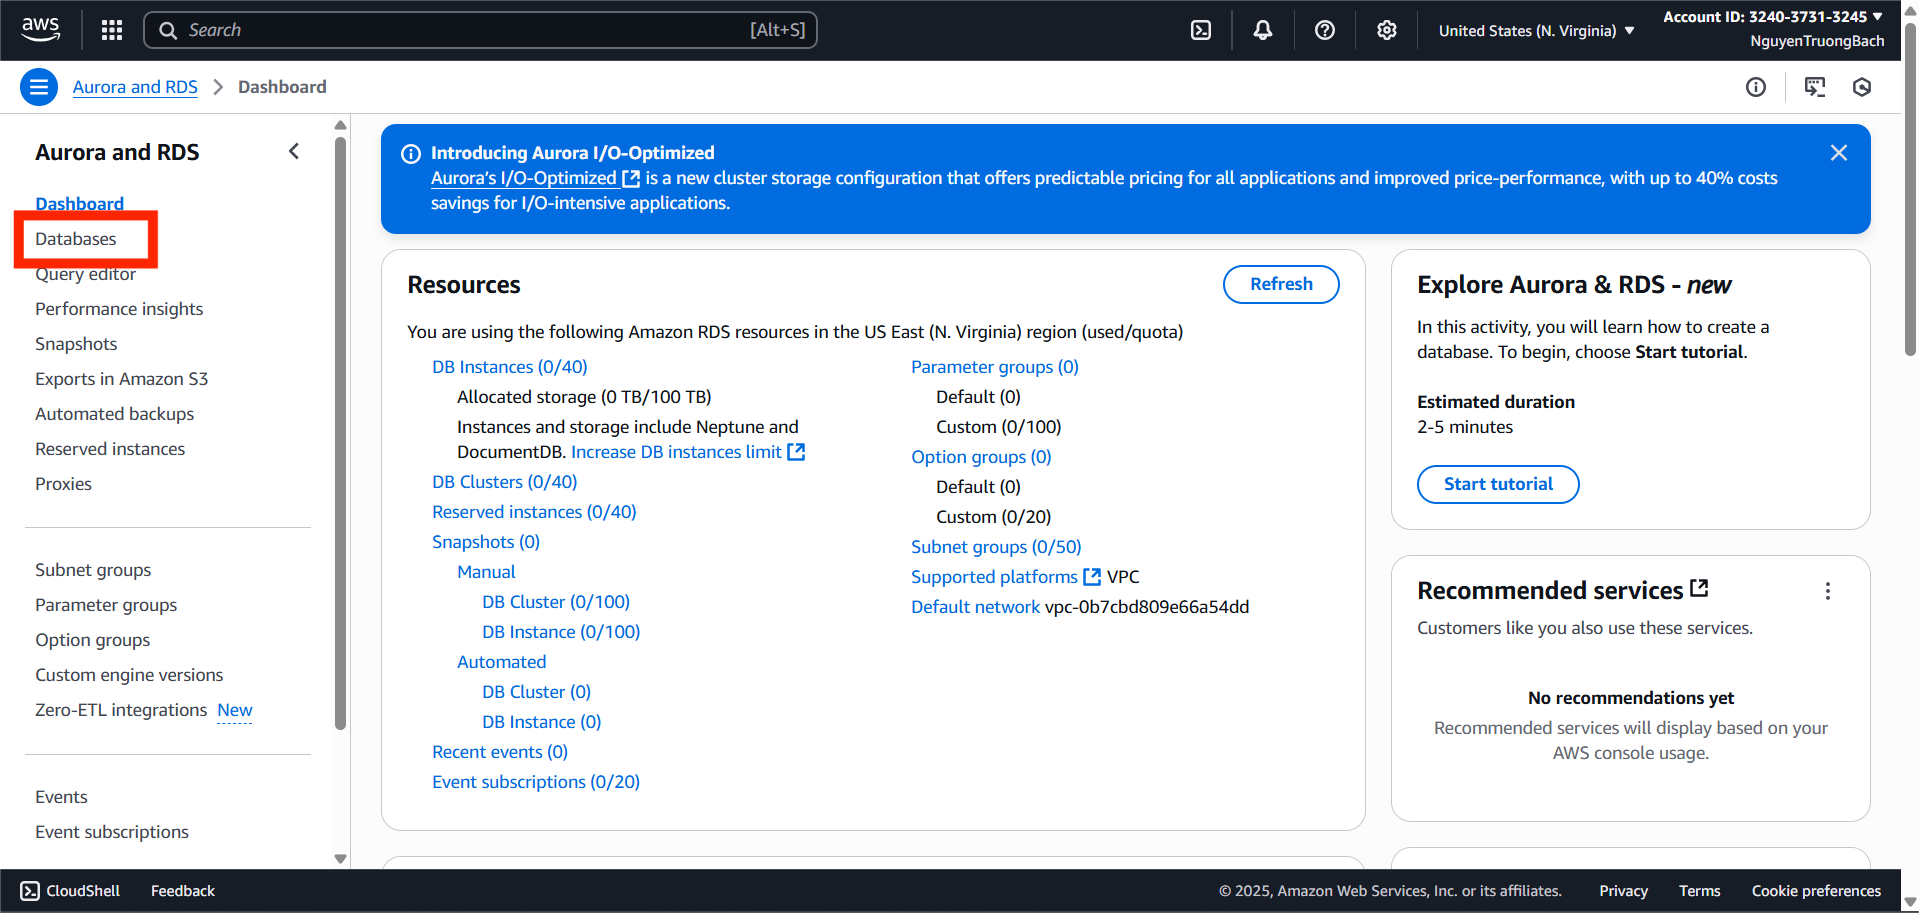 aws
Search
[Alt+S]
United States (N. Virginia)
Account ID: 3240-3731-3245
NguyenTruongBach
Aurora and RDS
Dashboard
Aurora and RDS
Dashboard
Databases
Query editor
Performance insights
Snapshots
Exports in Amazon S3
Automated backups
Reserved instances
Proxies
Subnet groups
Parameter groups
Option groups
Custom engine versions
Zero-ETL integrations New
Events
Event subscriptions
Introducing Aurora I/O-Optimized
Aurora's I/O-Optimized is a new cluster storage configuration that offers predictable pricing for all applications and improved price-performance, with up to 40% costs
savings for I/O-intensive applications.
Resources
Refresh
You are using the following Amazon RDS resources in the US East (N. Virginia) region (used/quota)
DB Instances (0/40)
Allocated storage (0 TB/100 TB)
Instances and storage include Neptune and
DocumentDB. Increase DB instances limit
DB Clusters (0/40)
Reserved instances (0/40)
Snapshots (0)
Manual
DB Cluster (0/100)
DB Instance (0/100)
Automated
DB Cluster (0)
DB Instance (0)
Recent events (0)
Event subscriptions (0/20)
Parameter groups (0)
Default (0)
Custom (0/100)
Option groups (0)
Default (0)
Custom (0/20)
Subnet groups (0/50)
Supported platforms VPC
Default network vpc-0b7cbd809e66a54dd
Explore Aurora & RDS - new
In this activity, you will learn how to create a
database. To begin, choose Start tutorial.
Estimated duration
2-5 minutes
Start tutorial
Recommended services
Customers like you also use these services.
No recommendations yet
Recommended services will display based on your
AWS console usage.
CloudShell
Feedback
© 2025, Amazon Web Services, Inc. or its affiliates.
Privacy
Terms
Cookie preferences